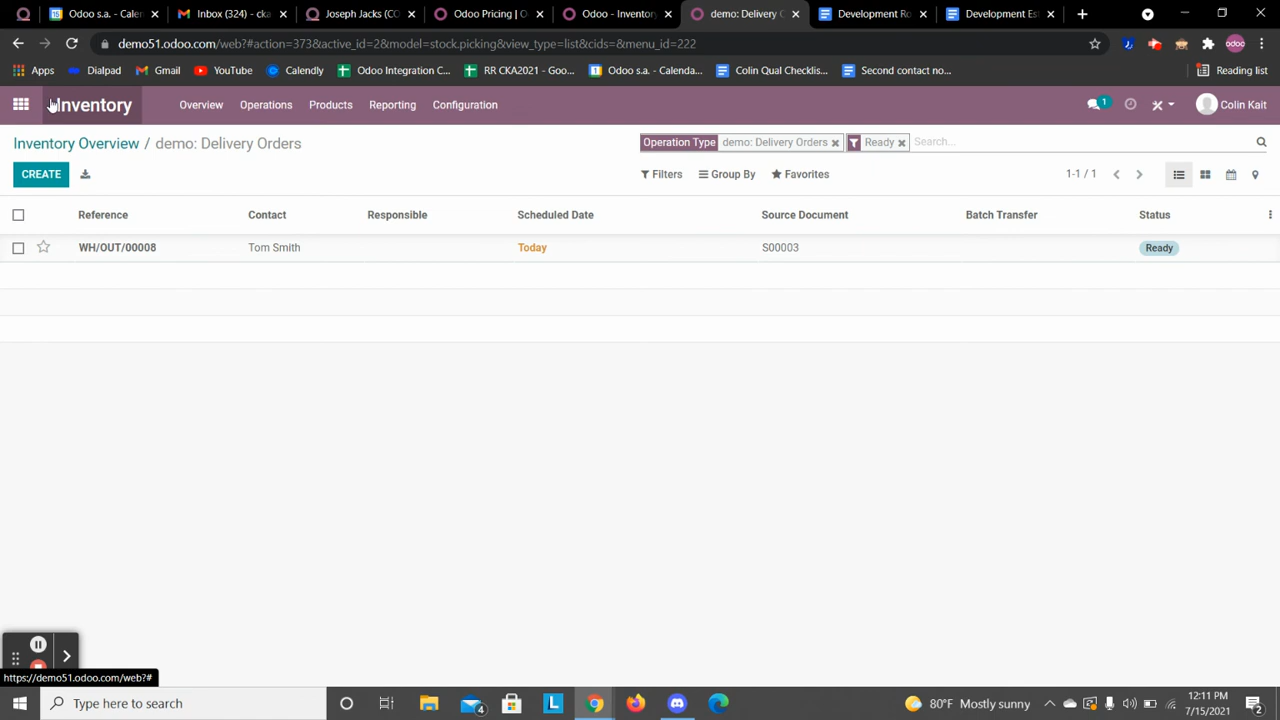 Odoo s.a. - Calen
Inbox (324) - cka
Joseph Jacks (CO
Odoo Pricing | O
Odoo - Inventory
demo: Delivery O
Development Ro
Development Es
demo51.odoo.com/web?#action=373&active_id=2&model=stock.picking&view_type=list&cids=&menu_id=222
odoo
Apps
Dialpad
Gmail
YouTube
Calendly
Odoo Integration C...
RR CKA2021 - Goo...
Odoo s.a. - Calenda...
Colin Qual Checklis...
Second contact no...
Reading list
Inventory
Overview
Operations
Products
Reporting
Configuration
1
Colin Kait
Inventory Overview / demo: Delivery Orders
Operation Type demo: Delivery Orders
Ready
Search...
CREATE
Filters
Group By
Favorites
1-1 / 1
Reference Contact Responsible Scheduled Date Source Document Batch Transfer Status
WH/OUT/00008 Tom Smith Today S00003 Ready
https://demo51.odoo.com/web?#
Type here to search
4
L
80°F Mostly sunny
12:11 PM
7/15/2021
2